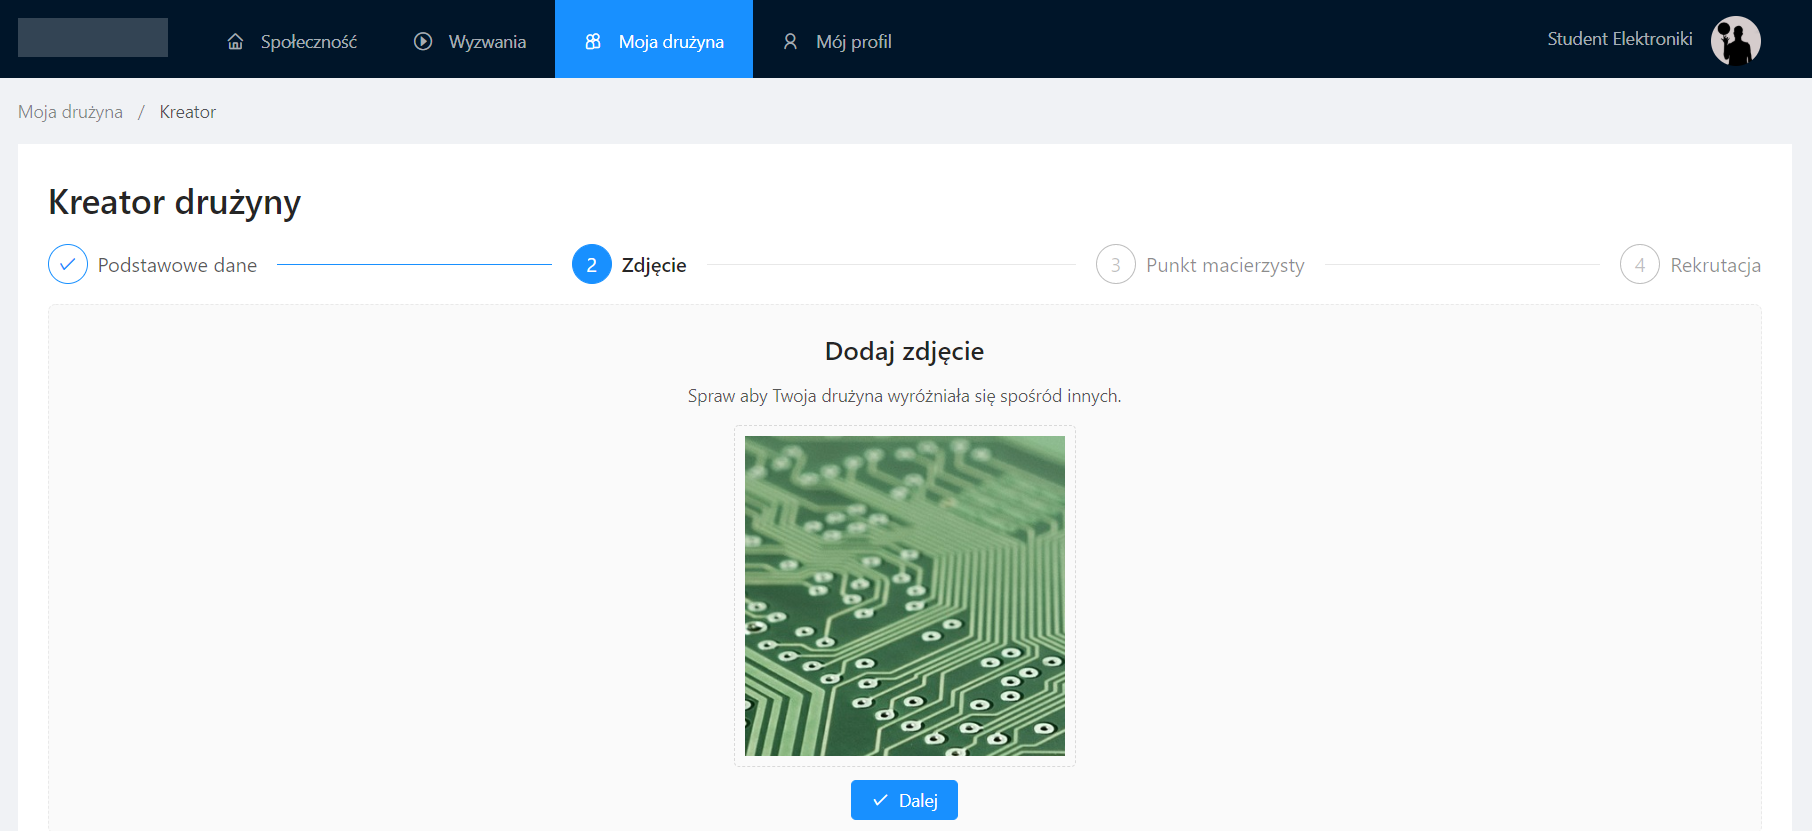 Społeczność Wyzwania Moja drużyna Mój profil Student Elektroniki
Moja drużyna / Kreator
Kreator drużyny
Podstawowe dane 2 Zdjęcie 3 Punkt macierzysty 4 Rekrutacja
Dodaj zdjęcie
Spraw aby Twoja drużyna wyróżniała się spośród innych.
Dalej